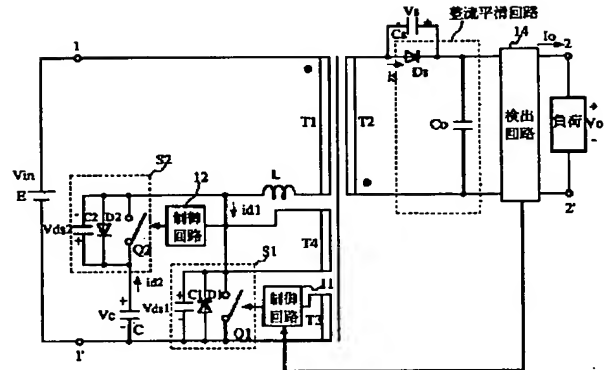 整流平滑回路
Vs
Cs
14
Io
1
2
is
Ds
T1
T2
Co
検出
回路
負荷
Vo
Vin
E
S2
12
L
制御
回路
id1
C2
D2
Vds2
Q2
T4
2'
S1
id2
C1
D1
11
制御
回路
Vds1
Vc
C
Q1
T3
1'